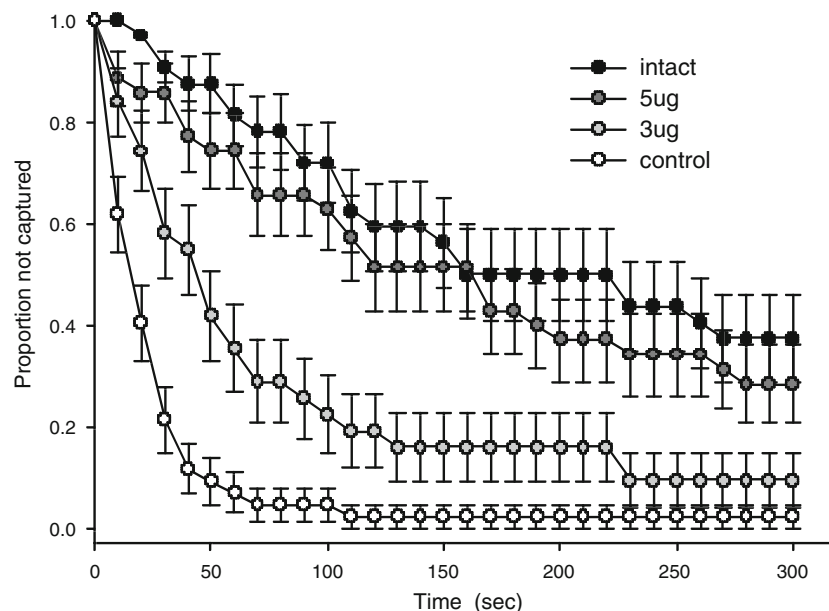 1.0
0.8
0.6
0.4
0.2
0.0
Proportion not captured
intact
5ug
3ug
control
0 50 100 150 200 250 300
Time (sec)